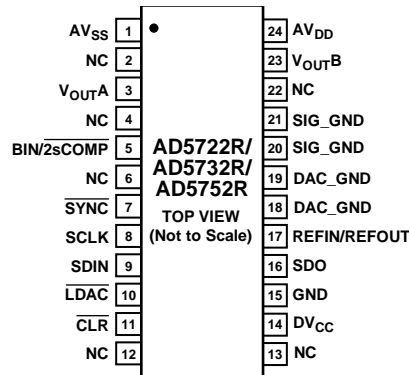 AVSS 1
NC 2
VOUTA 3
NC 4
BIN/2sCOMP 5
NC 6
SYNC 7
SCLK 8
SDIN 9
LDAC 10
CLR 11
NC 12
AD5722R/
AD5732R/
AD5752R
TOP VIEW
(Not to Scale)
24 AVDD
23 VOUTB
22 NC
21 SIG_GND
20 SIG_GND
19 DAC_GND
18 DAC_GND
17 REFIN/REFOUT
16 SDO
15 GND
14 DVCC
13 NC